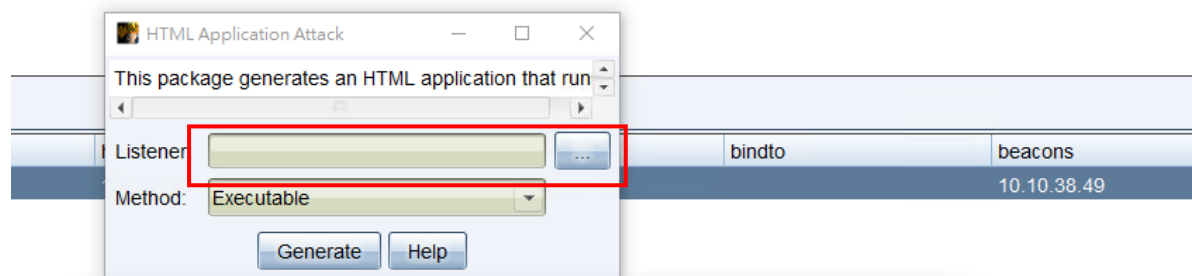 HTML Application Attack
This package generates an HTML application that run
Listener
...
bindto
beacons
10.10.38.49
Method:
Executable
Generate
Help